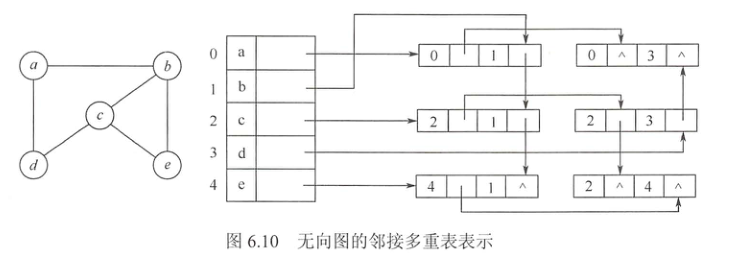 a b
c
d e
0 a 0 1 0 ^ 3 ^
1 b
2 c 2 1 2 3
3 d
4 e 4 1 ^ 2 ^ 4 ^
图 6.10 无向图的邻接多重表表示